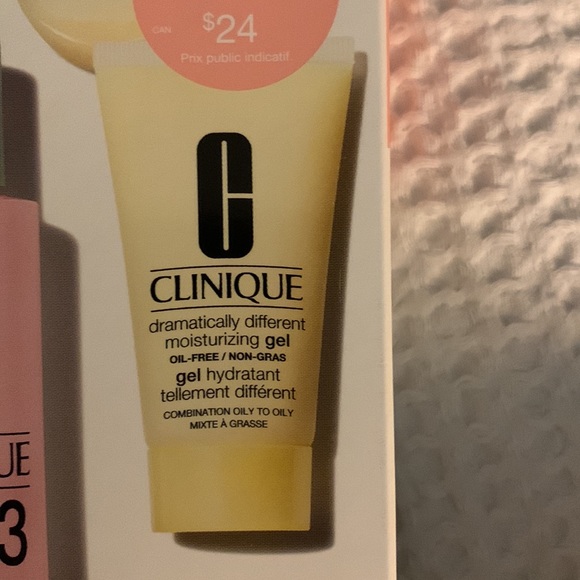 CAN $24
Prix public indicatif
C
CLINIQUE
dramatically different
moisturizing gel
OIL-FREE / NON-GRAS
gel hydratant
tellement différent
COMBINATION OILY TO OILY
MIXTE À GRASSE
UE
3